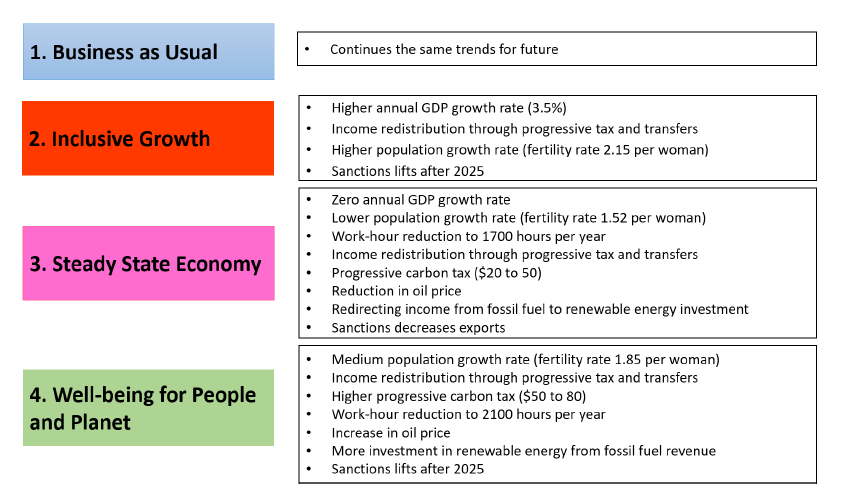 1. Business as Usual
• Continues the same trends for future
2. Inclusive Growth
• Higher annual GDP growth rate (3.5%)
• Income redistribution through progressive tax and transfers
• Higher population growth rate (fertility rate 2.15 per woman)
• Sanctions lifts after 2025
3. Steady State Economy
• Zero annual GDP growth rate
• Lower population growth rate (fertility rate 1.52 per woman)
• Work-hour reduction to 1700 hours per year
• Income redistribution through progressive tax and transfers
• Progressive carbon tax ($20 to 50)
• Reduction in oil price
• Redirecting income from fossil fuel to renewable energy investment
• Sanctions decreases exports
4. Well-being for People
and Planet
• Medium population growth rate (fertility rate 1.85 per woman)
• Income redistribution through progressive tax and transfers
• Higher progressive carbon tax ($50 to 80)
• Work-hour reduction to 2100 hours per year
• Increase in oil price
• More investment in renewable energy from fossil fuel revenue
• Sanctions lifts after 2025